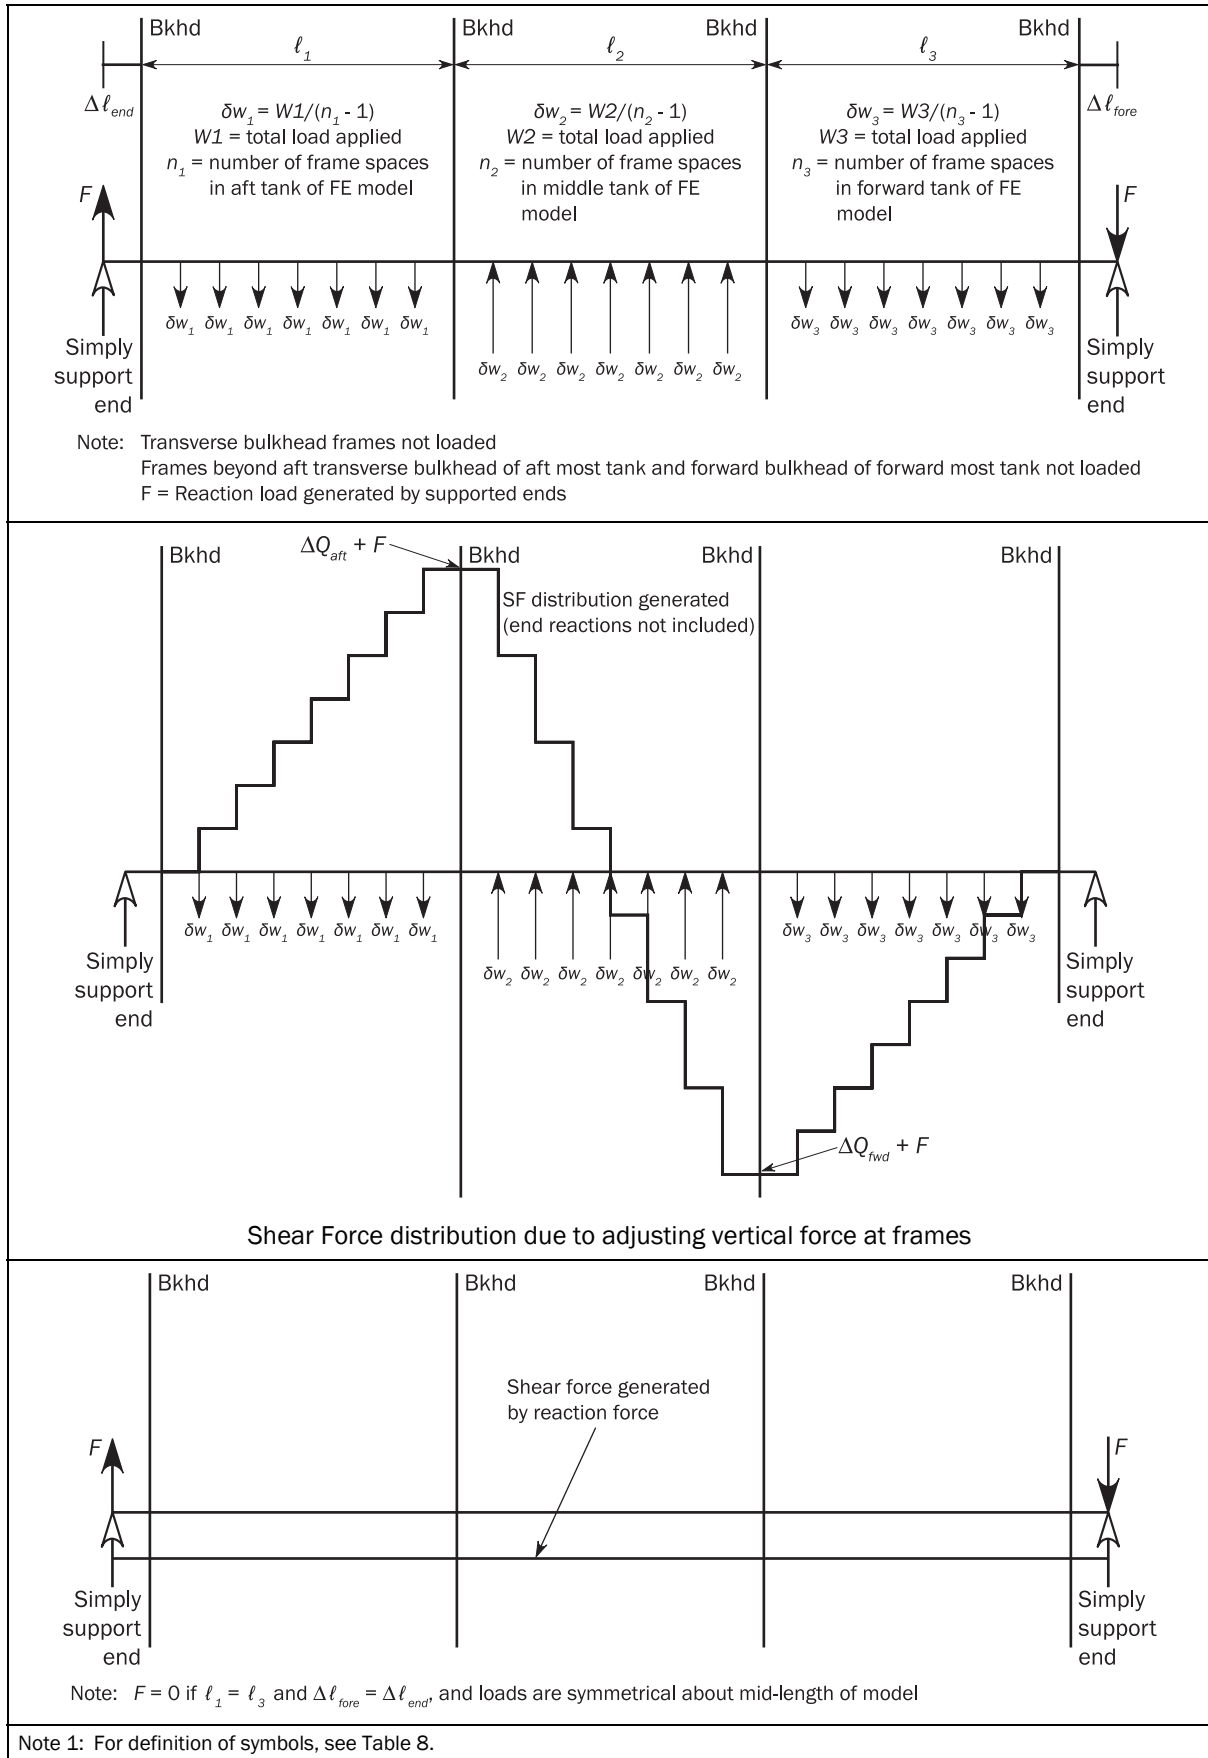 Bkhd
Bkhd
Bkhd
Bkhd
ℓ1
ℓ2
ℓ3
Δℓend
Δℓfore
δw1 = W1/(n1 - 1)
W1 = total load applied
n1 = number of frame spaces
in aft tank of FE model
δw2 = W2/(n2 - 1)
W2 = total load applied
n2 = number of frame spaces
in middle tank of FE
model
δw3 = W3/(n3 - 1)
W3 = total load applied
n3 = number of frame spaces
in forward tank of FE
model
F
F
δw1 δw1 δw1 δw1 δw1 δw1 δw1
δw2 δw2 δw2 δw2 δw2 δw2 δw2
δw3 δw3 δw3 δw3 δw3 δw3 δw3
Simply
support
end
Simply
support
end
Note: Transverse bulkhead frames not loaded
Frames beyond aft transverse bulkhead of aft most tank and forward bulkhead of forward most tank not loaded
F = Reaction load generated by supported ends
Bkhd
ΔQaft + F
Bkhd
Bkhd
Bkhd
SF distribution generated
(end reactions not included)
δw1 δw1 δw1 δw1 δw1 δw1 δw1
δw2 δw2 δw2 δw2 δw2 δw2 δw2
δw3 δw3 δw3 δw3 δw3 δw3 δw3
Simply
support
end
Simply
support
end
ΔQfwd + F
Shear Force distribution due to adjusting vertical force at frames
Bkhd
Bkhd
Bkhd
Bkhd
Shear force generated
by reaction force
F
F
Simply
support
end
Simply
support
end
Note: F = 0 if ℓ1 = ℓ3 and Δℓfore = Δℓend, and loads are symmetrical about mid-length of model
Note 1: For definition of symbols, see Table 8.